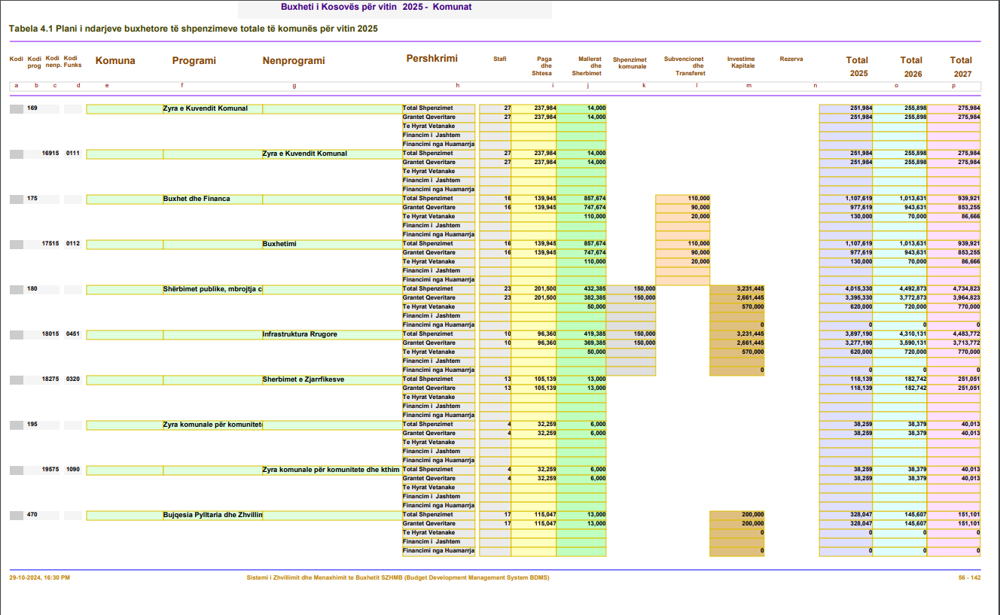 Buxheti i Kosovës për vitin 2025 - Komunat
Tabela 4.1 Plani i ndarjeve buxhetore të shpenzimeve totale të komunës për vitin 2025
Kodi Kodi prog Kodi nenp. Kodi Funks Komuna Programi Nenprogrami Pershkrimi Stafi Paga dhe Shtesa Mallerat dhe Sherbimet Shpenzimet komunale Subvencionet dhe Transferet Investime Kapitale Rezerva Total 2025 Total 2026 Total 2027
a b c d e f g h i j k l m n o p
169 Zyra e Kuvendit Komunal Total Shpenzimet 27 237,984 14,000 251,984 255,898 275,984
Grantet Qeveritare 27 237,984 14,000 251,984 255,898 275,984
Te Hyrat Vetanake
Financim i Jashtem
Financimi nga Huamarrja
16915 0111 Zyra e Kuvendit Komunal Total Shpenzimet 27 237,984 14,000 251,984 255,898 275,984
Grantet Qeveritare 27 237,984 14,000 251,984 255,898 275,984
Te Hyrat Vetanake
Financim i Jashtem
Financimi nga Huamarrja
175 Buxhet dhe Financa Total Shpenzimet 16 139,945 857,674 110,000 1,107,619 1,013,631 939,921
Grantet Qeveritare 16 139,945 747,674 90,000 977,619 943,631 853,255
Te Hyrat Vetanake 110,000 20,000 130,000 70,000 86,666
Financim i Jashtem
Financimi nga Huamarrja
17515 0112 Buxhetimi Total Shpenzimet 16 139,945 857,674 110,000 1,107,619 1,013,631 939,921
Grantet Qeveritare 16 139,945 747,674 90,000 977,619 943,631 853,255
Te Hyrat Vetanake 110,000 20,000 130,000 70,000 86,666
Financim i Jashtem
Financimi nga Huamarrja
180 Shërbimet publike, mbrojtja c Total Shpenzimet 23 201,500 432,385 150,000 3,231,445 4,015,330 4,492,873 4,734,823
Grantet Qeveritare 23 201,500 382,385 150,000 2,661,445 3,395,330 3,772,873 3,964,823
Te Hyrat Vetanake 50,000 570,000 620,000 720,000 770,000
Financim i Jashtem
Financimi nga Huamarrja 0 0 0 0
18015 0451 Infrastruktura Rrugore Total Shpenzimet 10 96,360 419,385 150,000 3,231,445 3,897,190 4,310,131 4,483,772
Grantet Qeveritare 10 96,360 369,385 150,000 2,661,445 3,277,190 3,590,131 3,713,772
Te Hyrat Vetanake 50,000 570,000 620,000 720,000 770,000
Financim i Jashtem
Financimi nga Huamarrja 0 0 0 0
18275 0320 Sherbimet e Zjarrfikesve Total Shpenzimet 13 105,139 13,000 118,139 182,742 251,051
Grantet Qeveritare 13 105,139 13,000 118,139 182,742 251,051
Te Hyrat Vetanake
Financim i Jashtem
Financimi nga Huamarrja
195 Zyra komunale për komunitet Total Shpenzimet 4 32,259 6,000 38,259 38,379 40,013
Grantet Qeveritare 4 32,259 6,000 38,259 38,379 40,013
Te Hyrat Vetanake
Financim i Jashtem
Financimi nga Huamarrja
19575 1090 Zyra komunale për komunitete dhe kthim Total Shpenzimet 4 32,259 6,000 38,259 38,379 40,013
Grantet Qeveritare 4 32,259 6,000 38,259 38,379 40,013
Te Hyrat Vetanake
Financim i Jashtem
Financimi nga Huamarrja
470 Bujqesia Pylltaria dhe Zhvillin Total Shpenzimet 17 115,047 13,000 200,000 328,047 145,607 151,101
Grantet Qeveritare 17 115,047 13,000 200,000 328,047 145,607 151,101
Te Hyrat Vetanake 0 0 0 0
Financim i Jashtem
Financimi nga Huamarrja 0 0 0 0
29-10-2024, 16:30 PM Sistemi i Zhvillimit dhe Menaxhimit te Buxhetit SZHMB (Budget Development Management System BDMS) 56 - 142